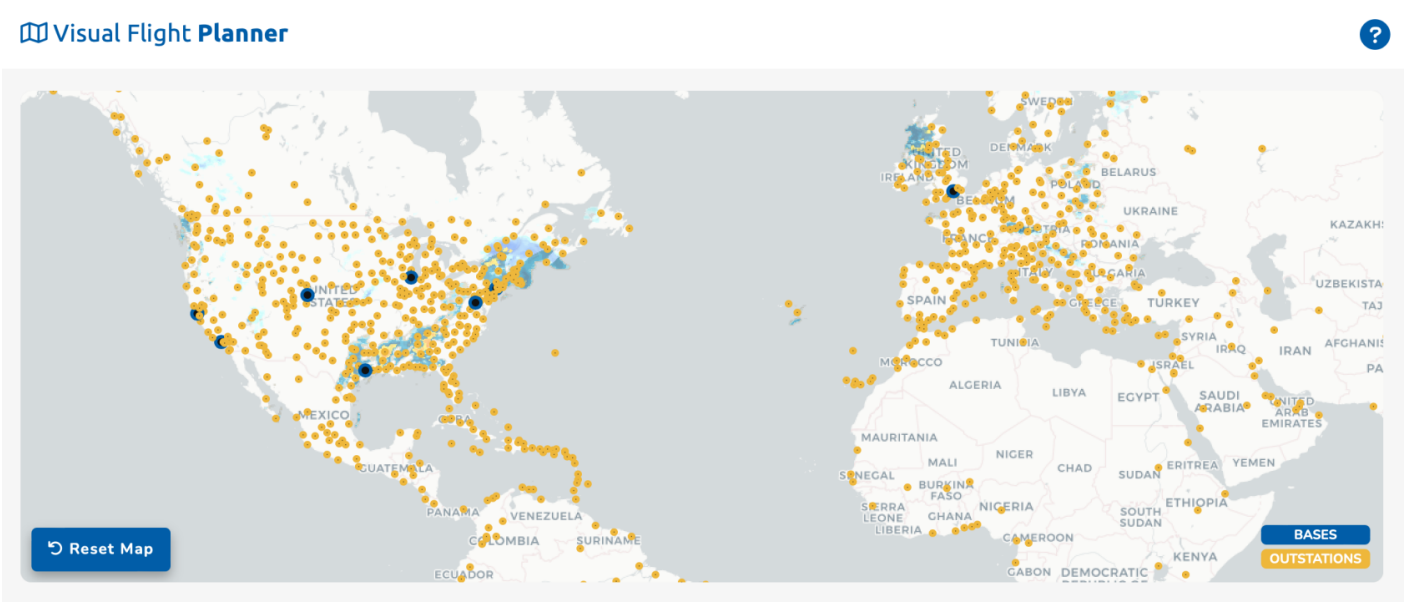 Visual Flight Planner
?
SWEDEN
DENMARK
UNITED
KINGDOM
IRELAND
BELARUS
POLAND
BELGIUM
UKRAINE
KAZAKHS
FRANCE
AUSTRIA
ROMANIA
ITALY
BULGARIA
UZBEKISTA
UNITED
STATES
SPAIN
GREECE
TURKEY
TAJ
TUNISIA
SYRIA
IRAQ
IRAN
AFGHANIS
MOROCCO
ISRAEL
PA
ALGERIA
LIBYA
EGYPT
SAUDI
ARABIA
UNITED
ARAB
EMIRATES
MEXICO
CUBA
MAURITANIA
GUATEMALA
MALI
NIGER
CHAD
SUDAN
ERITREA
YEMEN
SENEGAL
BURKINA
FASO
PANAMA
VENEZUELA
SIERRA
LEONE
GHANA
NIGERIA
ETHIOPIA
LIBERIA
SOUTH
SUDAN
COLOMBIA
SURINAME
CAMEROON
BASES
Reset Map
OUTSTATIONS
KENYA
ECUADOR
GABON
DEMOCRATIC
REPUBLIC OF